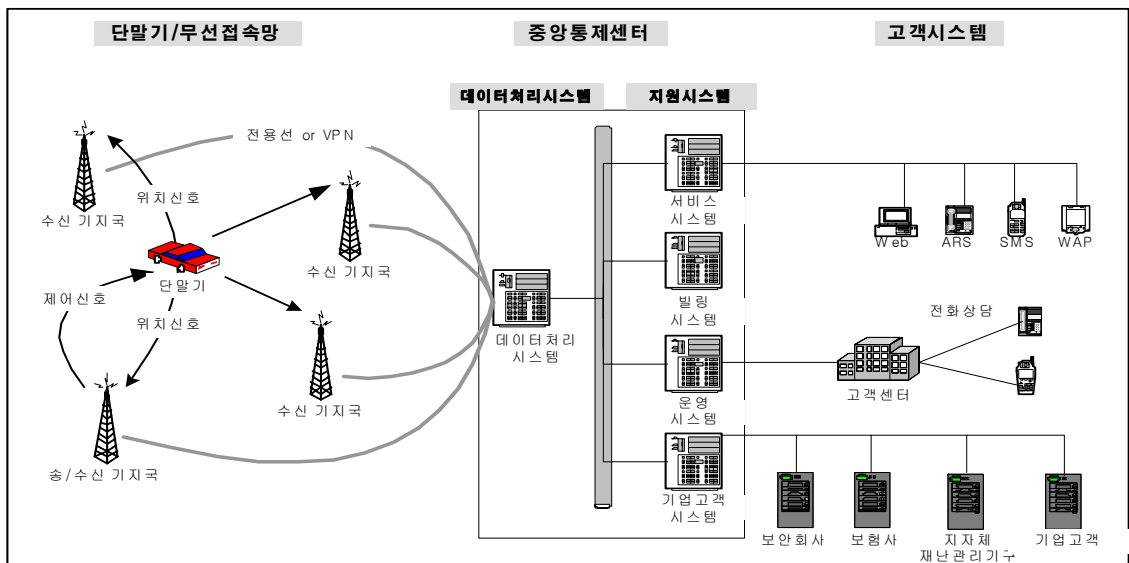 단말기/무선접속망
중앙통제센터
고객시스템
데이터쳐리시스템
지원시스템
전용선 or VPN
위치신호
수신 기지국
수신 기지국
단말기
제어신호
위치신호
수신 기지국
송/수신 기지국
데이터처리
시스템
서비스
시스템
빌링
시스템
운영
시스템
기업고객
시스템
Web
ARS
SMS
WAP
전화상담
고객센터
보안회사
보험사
지자체
재난관리기구
기업고객